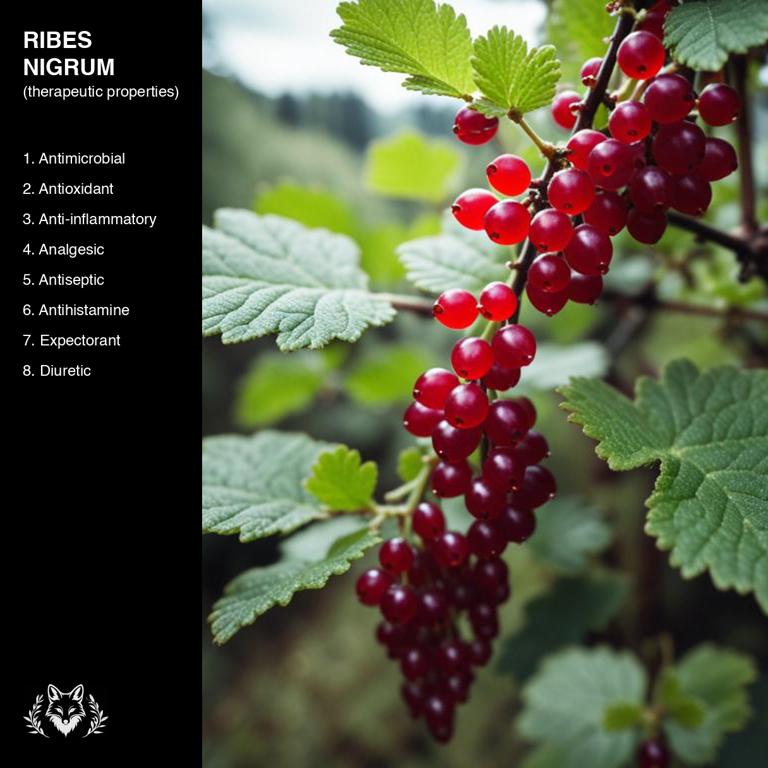 RIBES
NIGRUM
(therapeutic properties)
1. Antimicrobial
2. Antioxidant
3. Anti-inflammatory
4. Analgesic
5. Antiseptic
6. Antihistamine
7. Expectorant
8. Diuretic